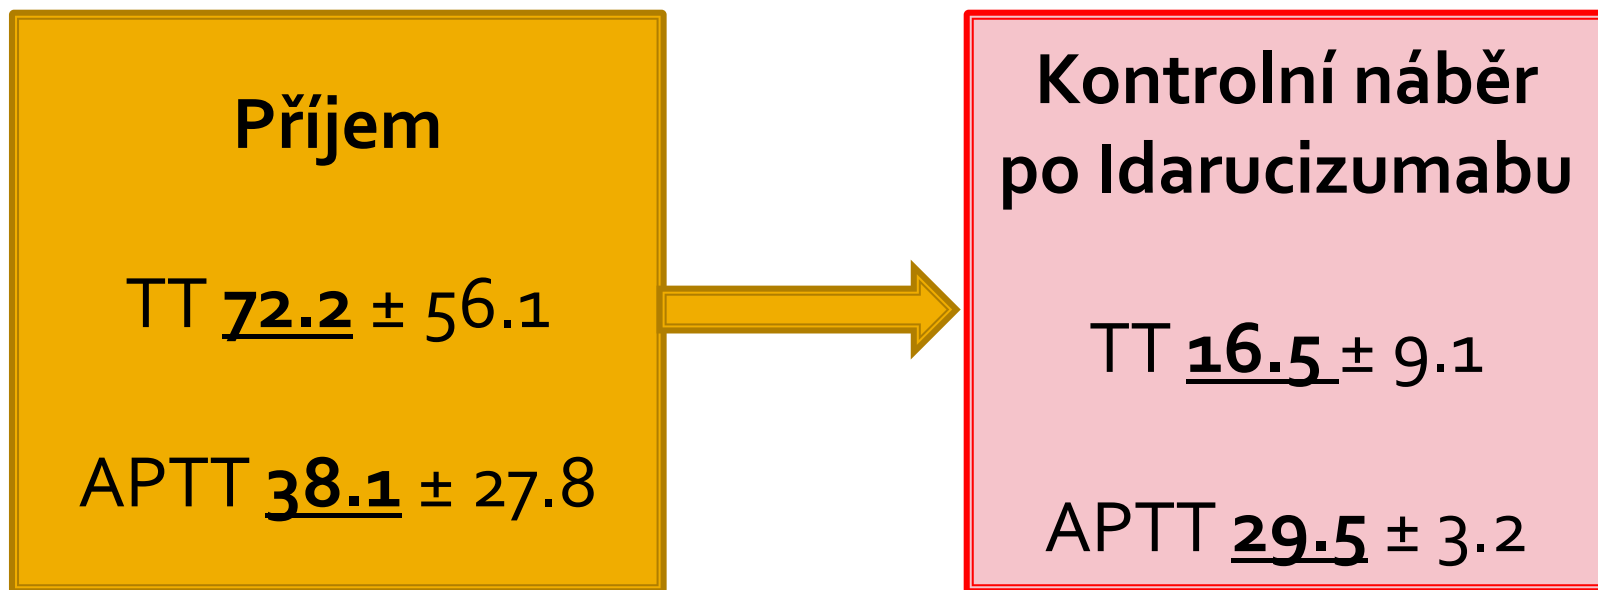 Příjem
TT 72.2 ± 56.1
APTT 38.1 ± 27.8
Kontrolní náběr
po Idarucizumabu
TT 16.5 ± 9.1
APTT 29.5 ± 3.2